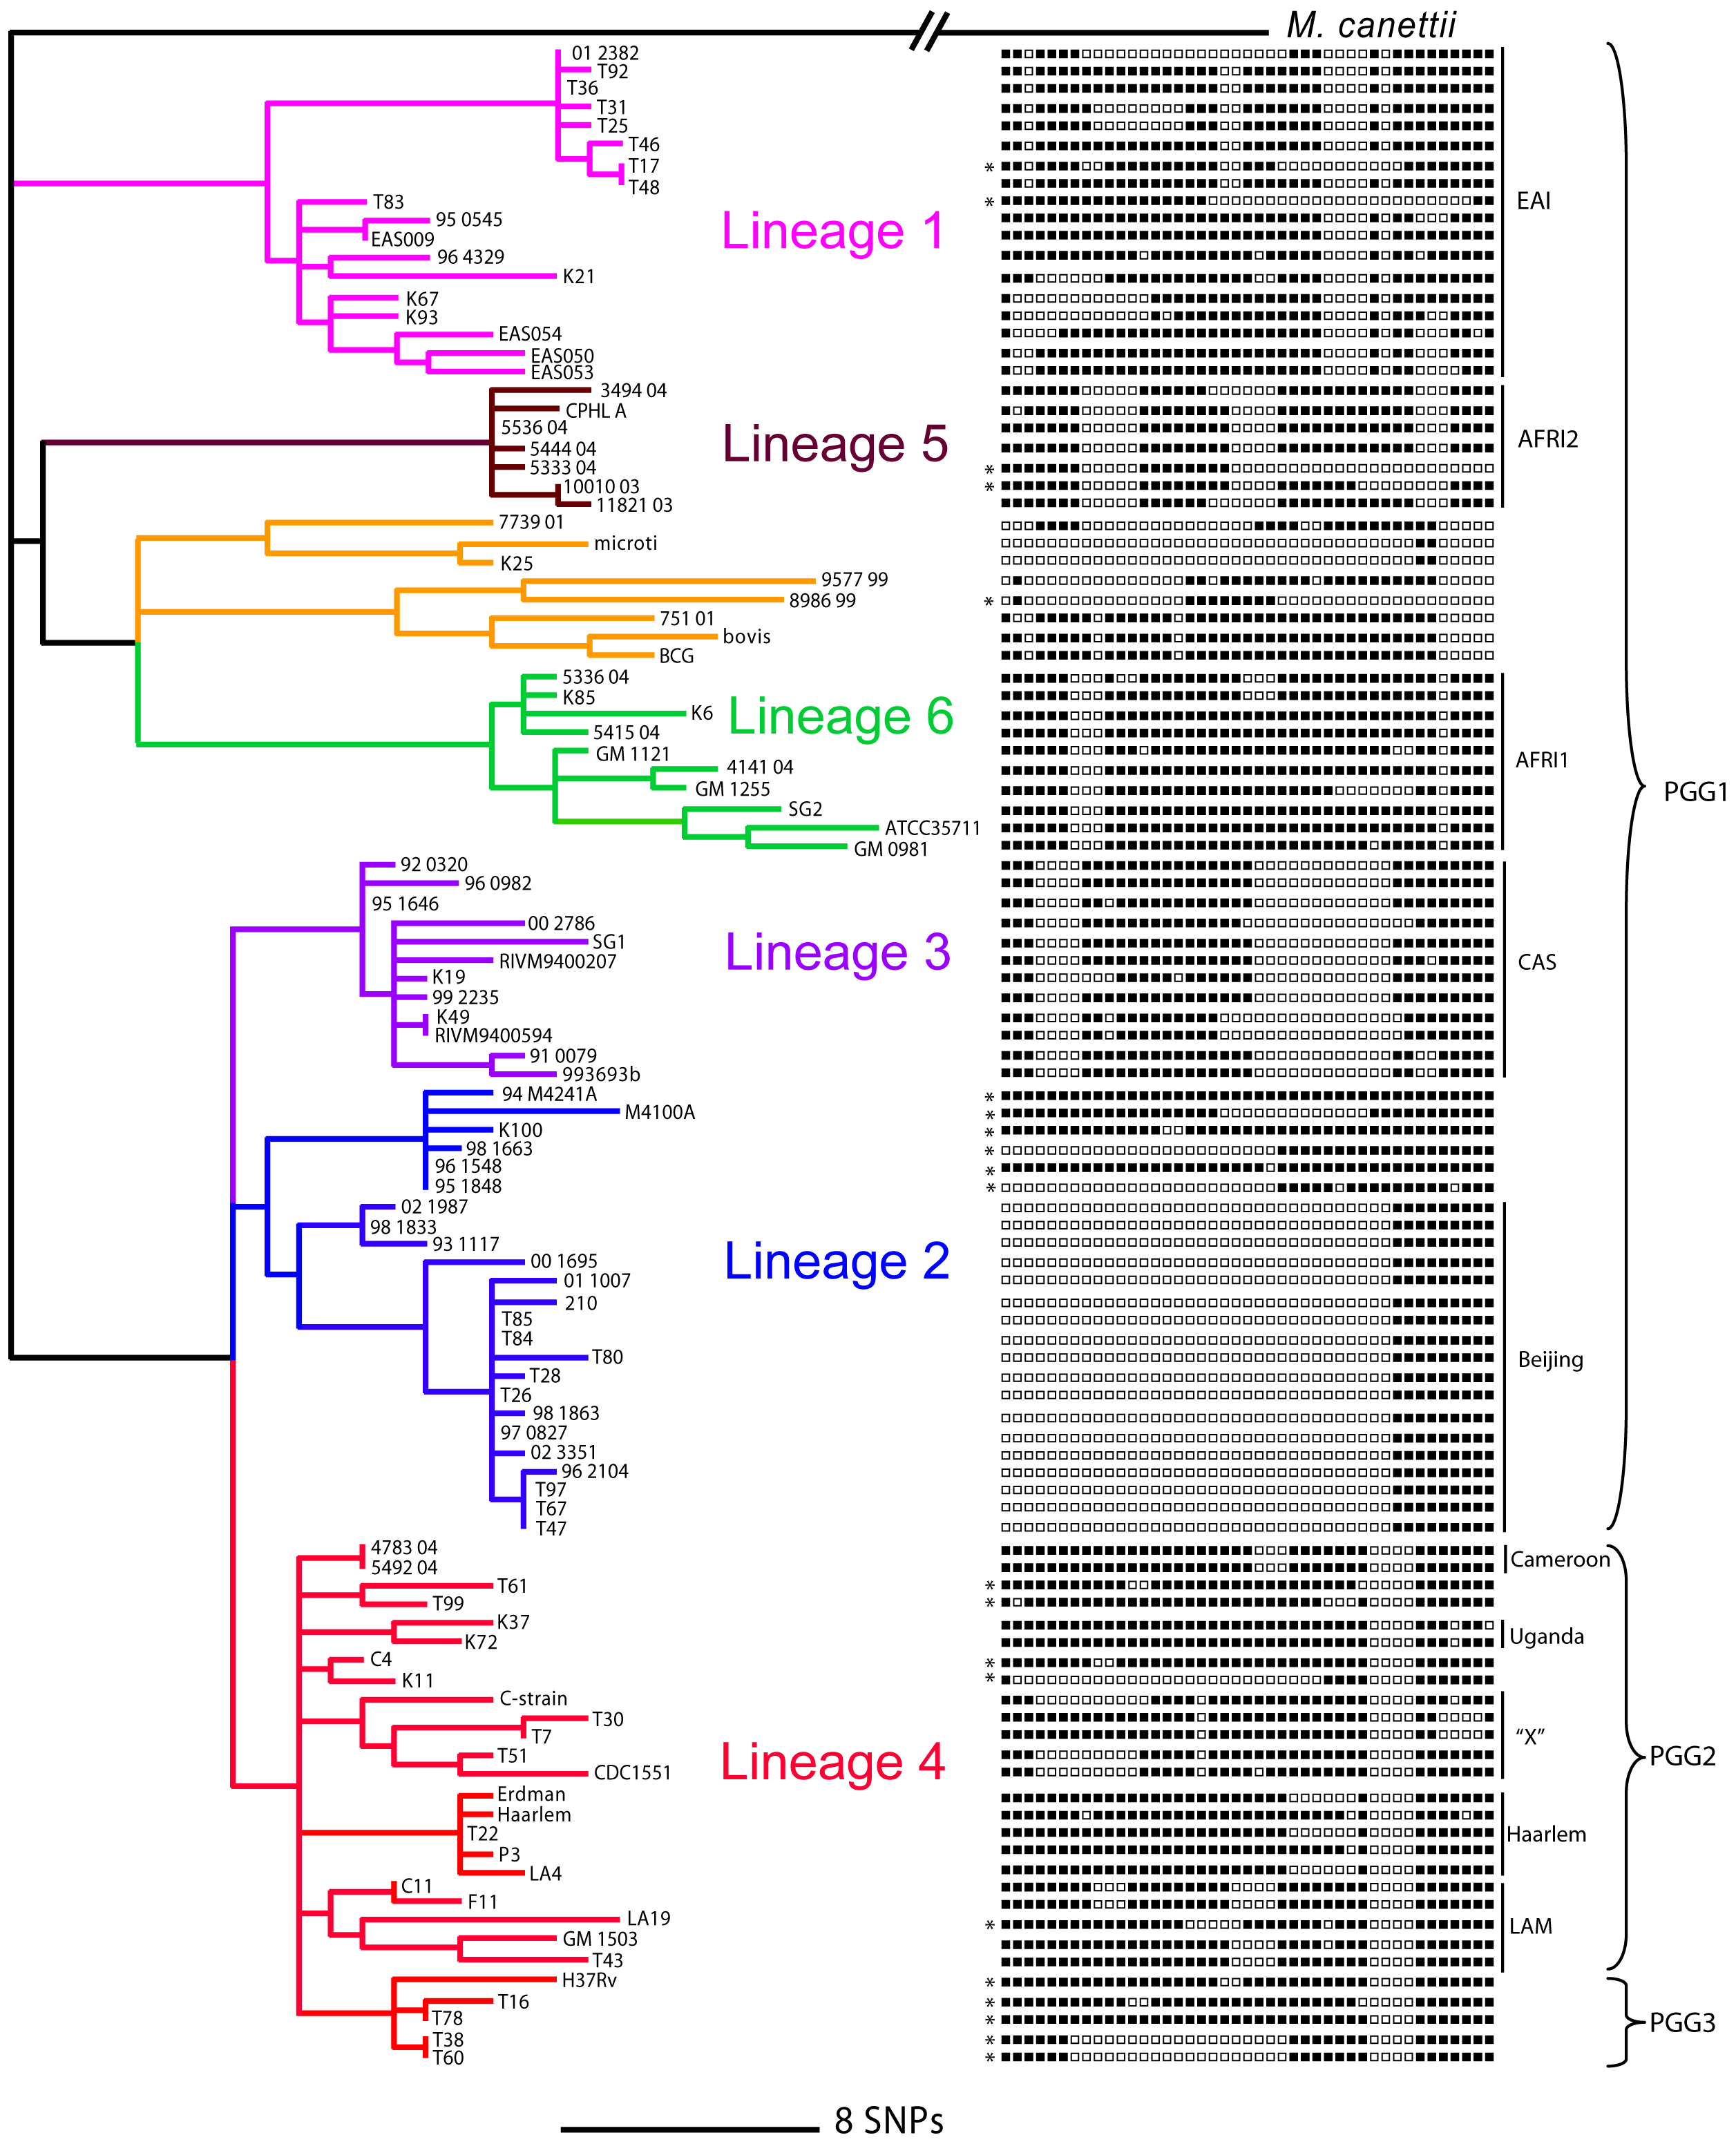 M. canettii
01 2382
T92
T36
T31
T25
T46
T17
*
T48
T83
*
EAI
95 0545
EAS009
Lineage 1
96 4329
K21
K67
K93
EAS054
EAS050
EAS053
3494 04
CPHL A
5536 04
Lineage 5
AFRI2
5444 04
5333 04
*
10010 03
*
11821 03
7739 01
microti
K25
9577 99
8986 99
*
751 01
bovis
BCG
5336 04
K85
K6
Lineage 6
5415 04
GM 1121
AFRI1
4141 04
GM 1255
PGG1
SG2
ATCC35711
GM 0981
92 0320
96 0982
95 1646
00 2786
SG1
Lineage 3
RIVM9400207
CAS
K19
99 2235
K49
RIVM9400594
91 0079
993693b
94 M4241A
*
M4100A
*
K100
*
98 1663
*
96 1548
*
95 1848
*
02 1987
98 1833
93 1117
00 1695
Lineage 2
01 1007
210
T85
T84
T80
Beijing
T28
T26
98 1863
97 0827
02 3351
96 2104
T97
T67
T47
4783 04
5492 04
Cameroon
T61
*
T99
*
K37
K72
Uganda
C4
*
K11
*
C-strain
T30
T7
“X”
T51
Lineage 4
PGG2
CDC1551
Erdman
Haarlem
T22
Haarlem
P3
LA4
C11
F11
LA19
*
LAM
GM 1503
T43
H37Rv
*
T16
*
T78
*
PGG3
T38
*
T60
*
8 SNPs